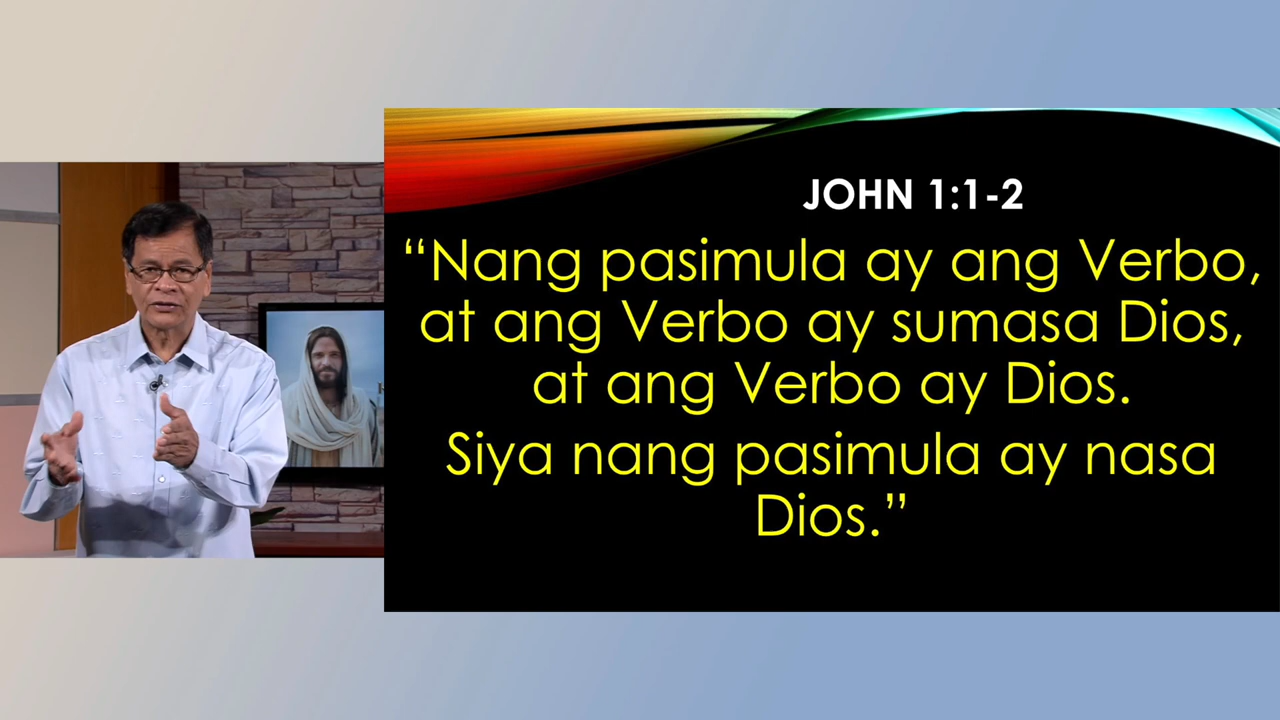 JOHN 1:1-2
“Nang pasimula ay ang Verbo,
at ang Verbo ay sumasa Dios,
at ang Verbo ay Dios.
Siya nang pasimula ay nasa
Dios.”